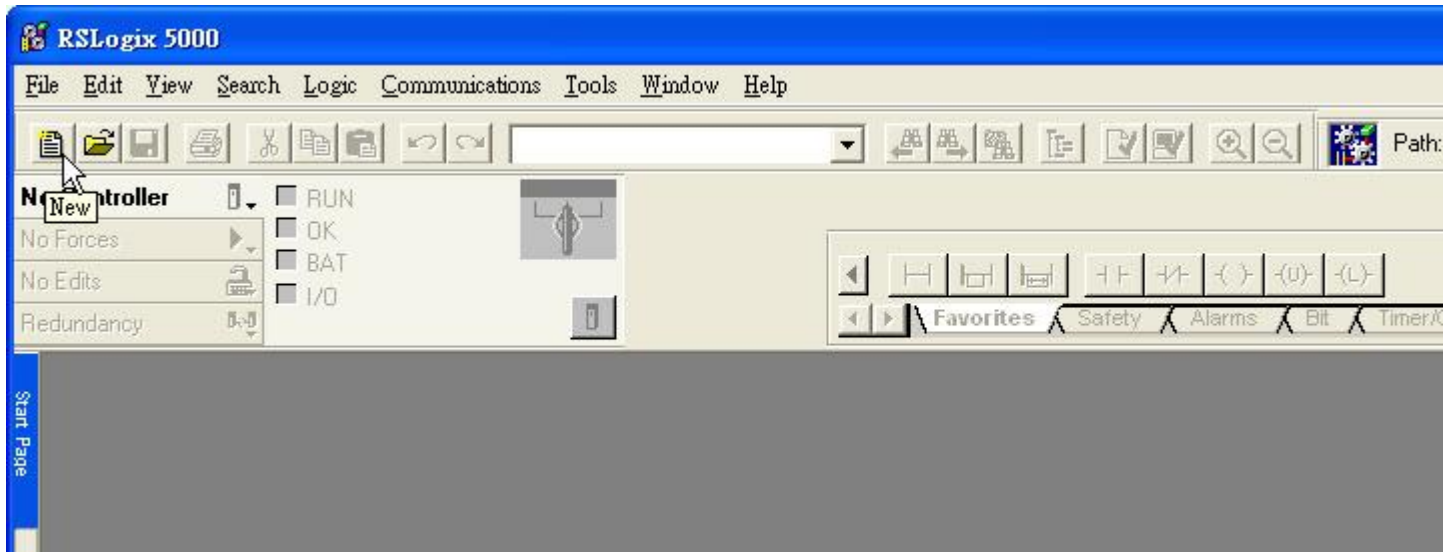 RSLogix 5000
File Edit View Search Logic Communications Tools Window Help
Path:
New
RUN
No Forces
OK
No Edits
BAT
Redundancy
I/O
Favorites Safety Alarms Bit Timer/
Start Page